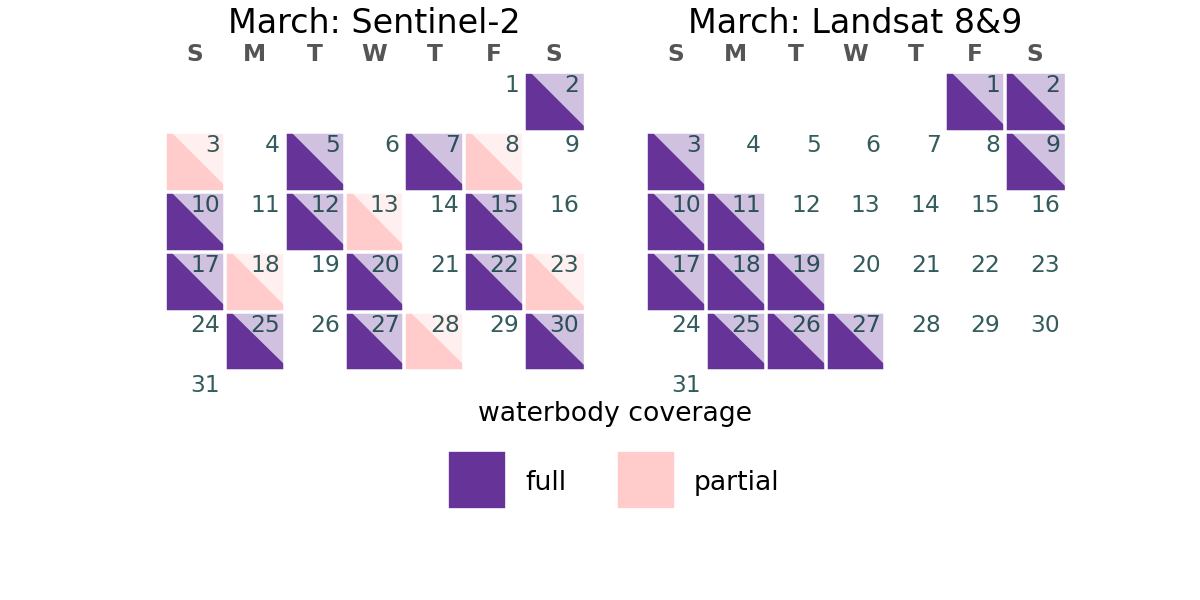 March: Sentinel-2
S M T W T F S
1 2
3 4 5 6 7 8 9
10 11 12 13 14 15 16
17 18 19 20 21 22 23
24 25 26 27 28 29 30
31
March: Landsat 8&9
S M T W T F S
1 2
3 4 5 6 7 8 9
10 11 12 13 14 15 16
17 18 19 20 21 22 23
24 25 26 27 28 29 30
31
waterbody coverage
full partial